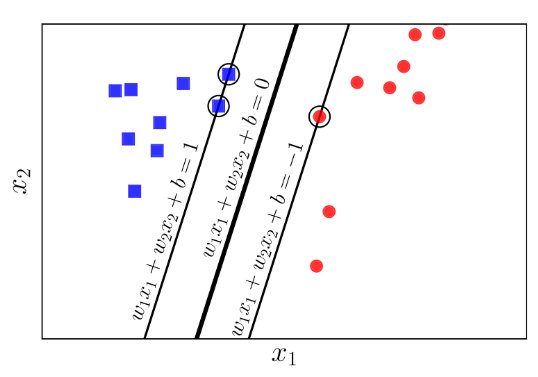 x₂
w₁x₁ + w₂x₂ + b = 1
w₁x₁ + w₂x₂ + b = 0
w₁x₁ + w₂x₂ + b = −1
x₁